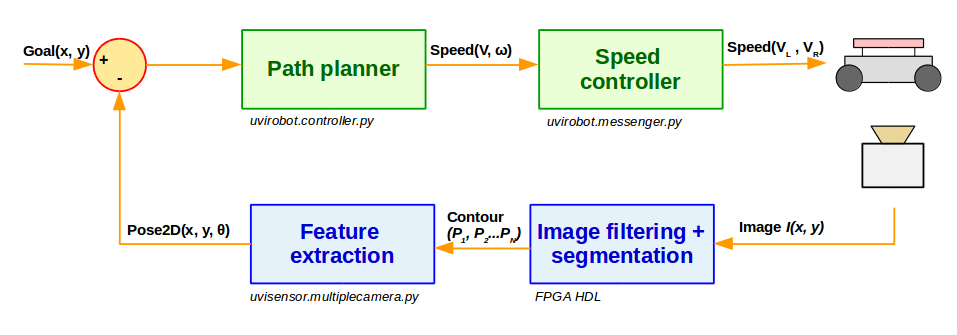 Goal(x, y)
+
-
Path planner
uvirobot.controller.py
Speed(V, ω)
Speed
controller
uvirobot.messenger.py
Speed(V_L , V_R)
Pose2D(x, y, θ)
Feature
extraction
uvisensor.multiplecamera.py
Contour
(P_1, P_2...P_N)
Image filtering +
segmentation
FPGA HDL
Image I(x, y)